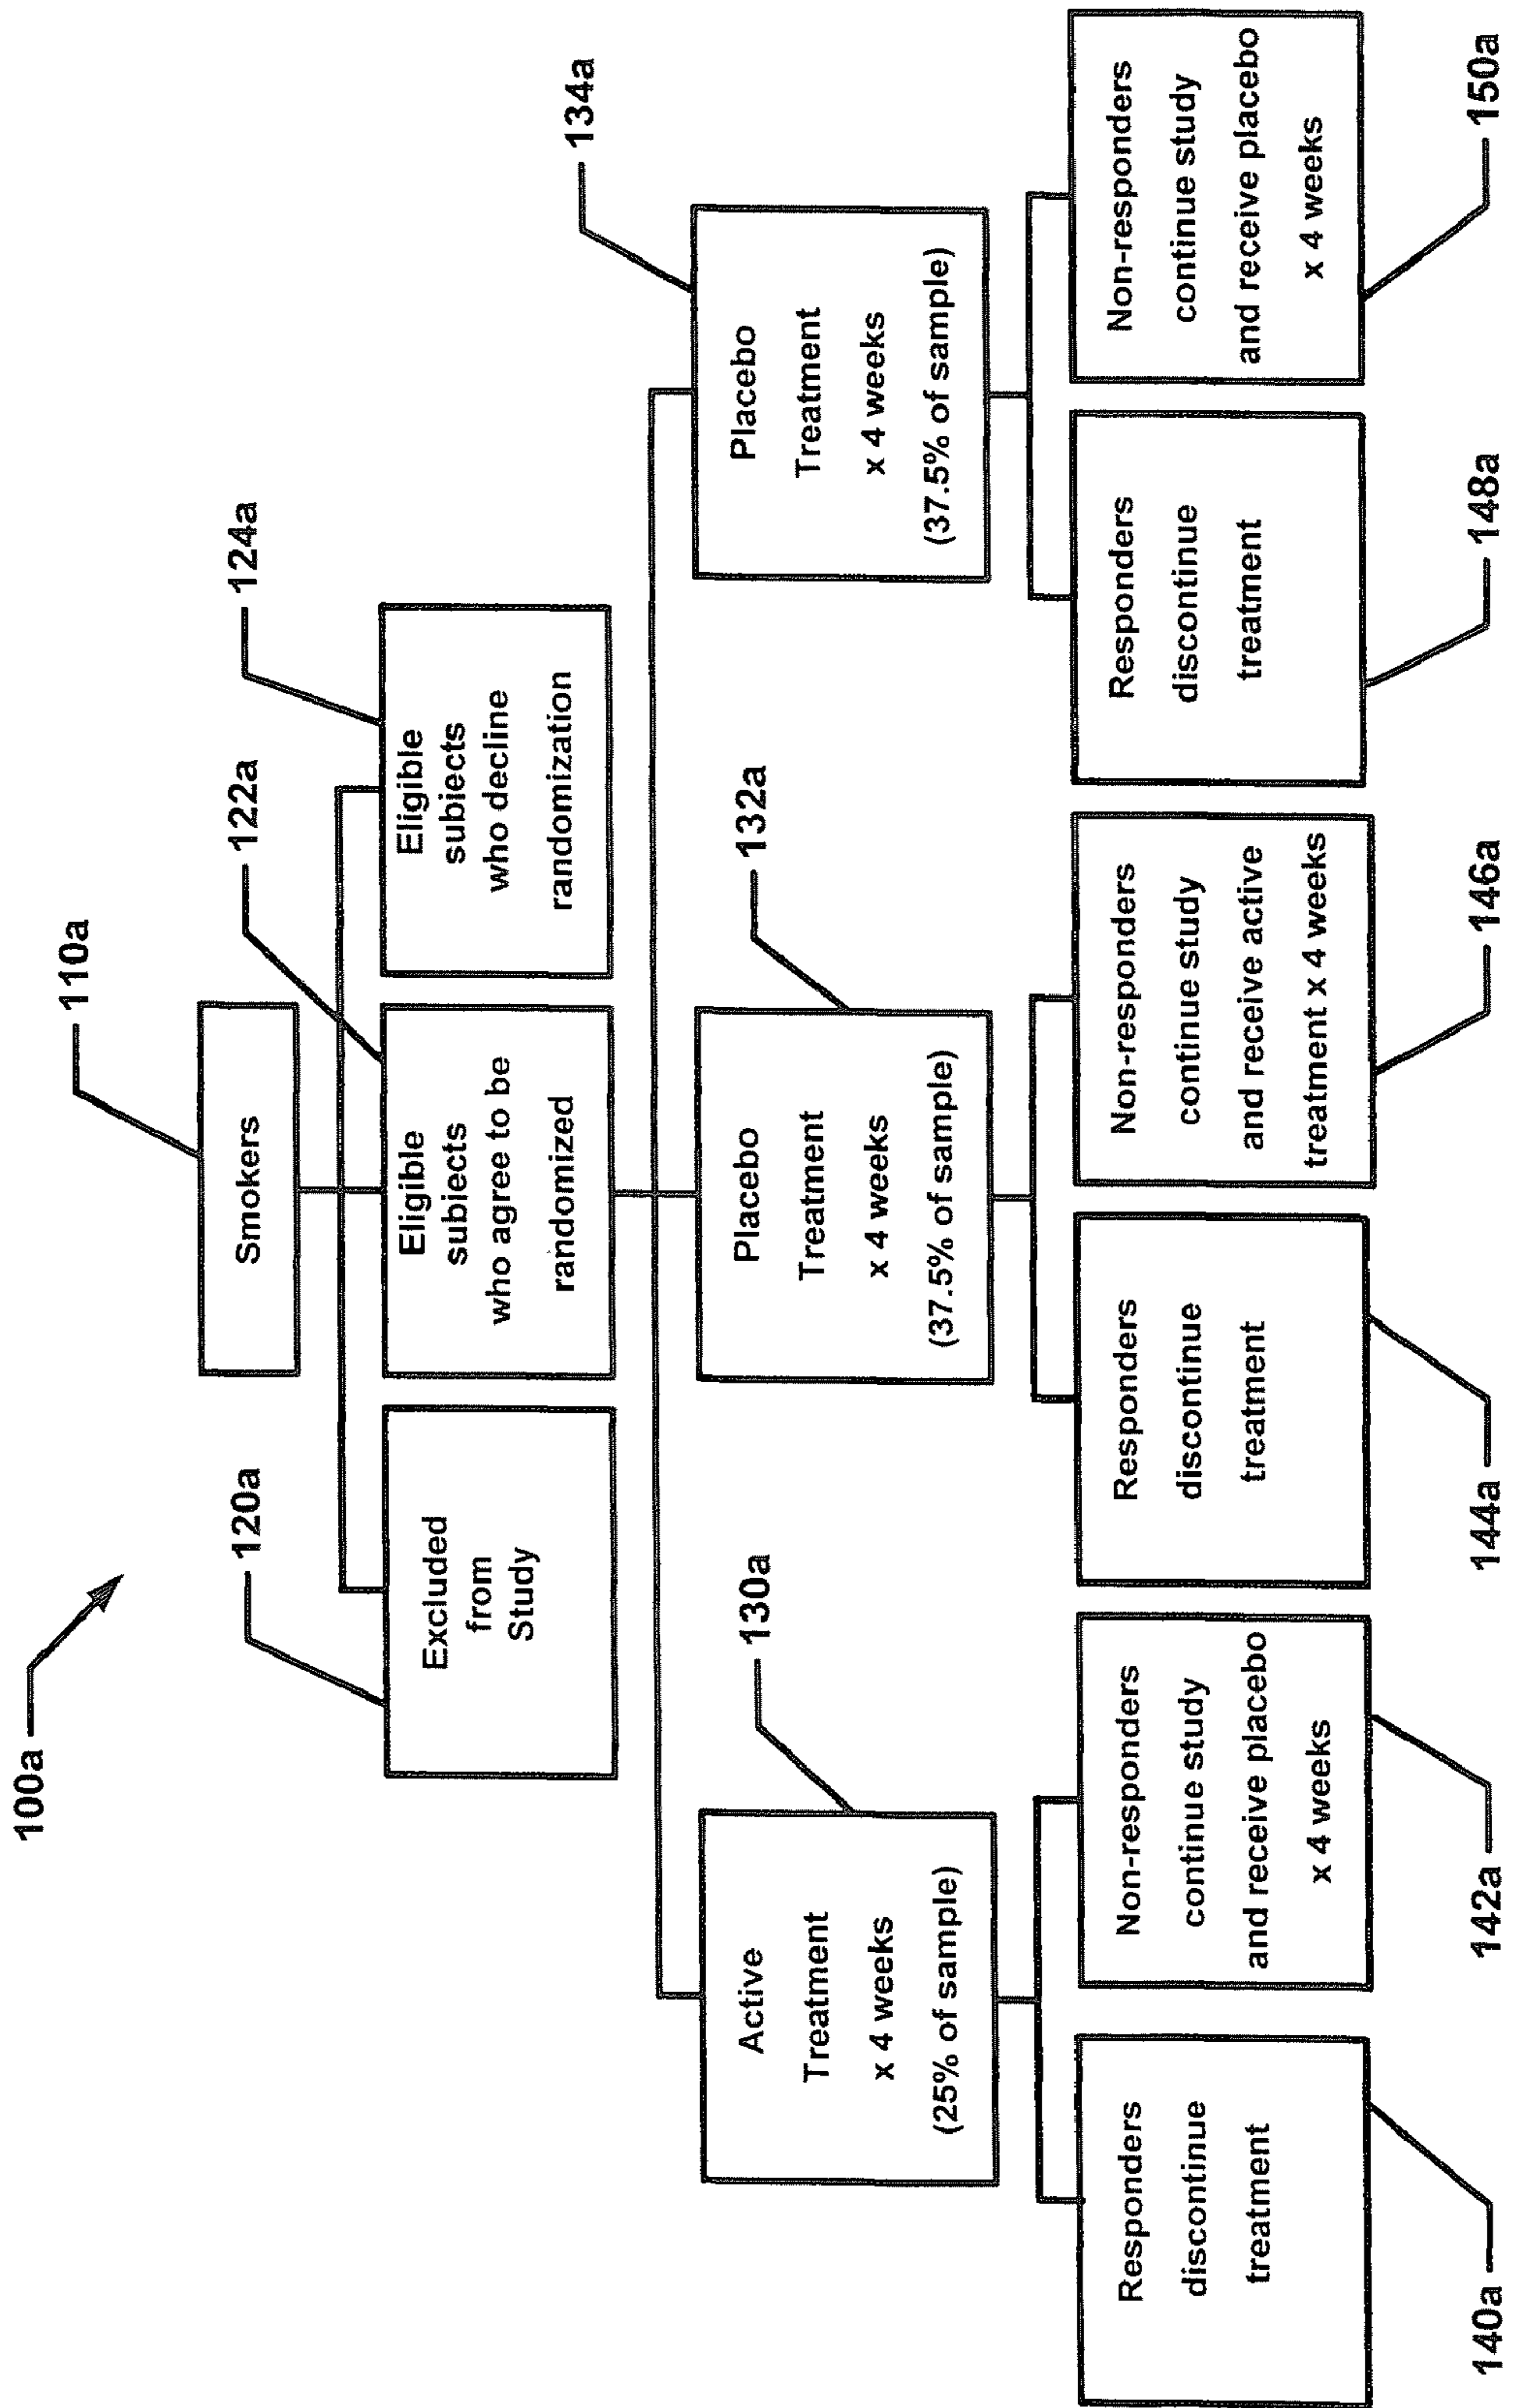 100a
110a
Smokers
120a
122a
124a
Excluded
from
Study
Eligible
subiects
who agree to be
randomized
Eligible
subiects
who decline
randomization
130a
132a
134a
Active
Treatment
x 4 weeks
(25% of sample)
Placebo
Treatment
x 4 weeks
(37.5% of sample)
Placebo
Treatment
x 4 weeks
(37.5% of sample)
Responders
discontinue
treatment
Non-responders
continue study
and receive placebo
x 4 weeks
Responders
discontinue
treatment
Non-responders
continue study
and receive active
treatment x 4 weeks
Responders
discontinue
treatment
Non-responders
continue study
and receive placebo
x 4 weeks
140a
142a
144a
146a
148a
150a